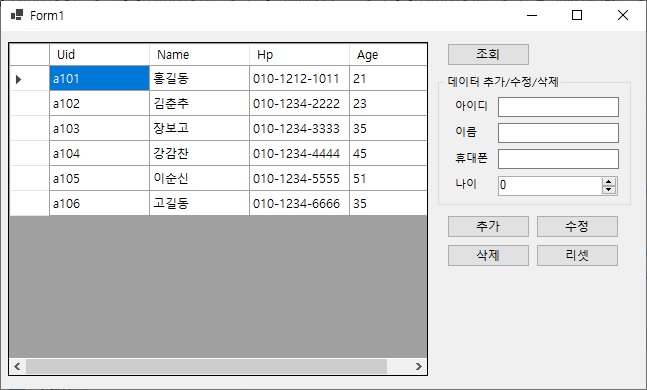 Form1
Uid Name Hp Age
a101 홍길동 010-1212-1011 21
a102 김춘추 010-1234-2222 23
a103 장보고 010-1234-3333 35
a104 강감찬 010-1234-4444 45
a105 이순신 010-1234-5555 51
a106 고길동 010-1234-6666 35
조회
데이터 추가/수정/삭제
아이디
이름
휴대폰
나이 0
추가 수정
삭제 리셋